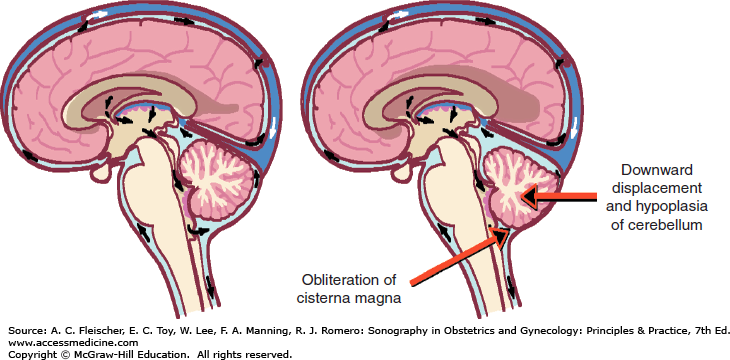 Downward
displacement
and hypoplasia
of cerebellum
Obliteration of
cisterna magna
Source: A. C. Fleischer, E. C. Toy, W. Lee, F. A. Manning, R. J. Romero: Sonography in Obstetrics and Gynecology: Principles & Practice, 7th Ed.
www.accessmedicine.com
Copyright © McGraw-Hill Education.  All rights reserved.